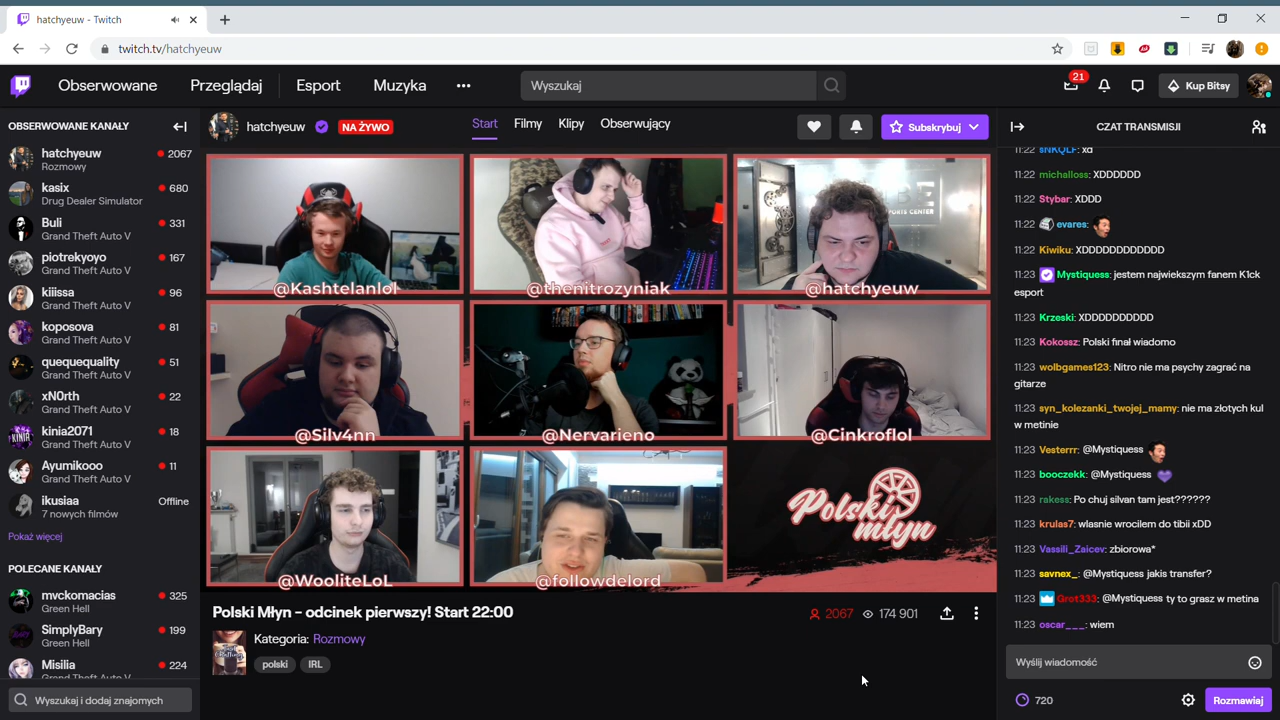 hatchyeuw - Twitch
twitch.tv/hatchyeuw
Obserwowane
Przeglądaj
Esport
Muzyka
Wyszukaj
21
Kup Bitsy
OBSERWOWANE KANAŁY
hatchyeuw 2067
Rozmowy
kasix 680
Drug Dealer Simulator
Buli 331
Grand Theft Auto V
piotrekyoyo 167
Grand Theft Auto V
kiiissa 96
Grand Theft Auto V
koposova 81
Grand Theft Auto V
quequequality 51
Grand Theft Auto V
xN0rth 22
Grand Theft Auto V
kinia2071 18
Grand Theft Auto V
Ayumikooo 11
Grand Theft Auto V
ikusiaa Offline
7 nowych filmów
Pokaż więcej
POLECANE KANAŁY
mvckomacias 325
Green Hell
SimplyBary 199
Green Hell
Misilia 224
Wyszukaj i dodaj znajomych
hatchyeuw NA ŻYWO
Start Filmy Klipy Obserwujący
Subskrybuj
@Kashtelanlol
@thenitrozyniak
@hatchyeuw
@Silv4nn
@Nervarieno
@Cinkroflol
@WooliteLoL
@followdelord
Polski
młyn
Polski Młyn – odcinek pierwszy! Start 22:00
2067 174 901
Kategoria: Rozmowy
polski IRL
CZAT TRANSMISJI
11:22 sNKQLF: xd
11:22 michalloss: XDDDDDD
11:22 Stybar: XDDD
11:22 evares:
11:22 Kiwiku: XDDDDDDDDDDDDD
11:23 Mystiquess: jestem najwiekszym fanem K1ck
esport
11:23 Krzeski: XDDDDDDDDDDD
11:23 Kokossz: Polski finał wiadomo
11:23 wolbgames123: Nitro nie ma psychy zagrać na
gitarze
11:23 syn_kolezanki_twojej_mamy: nie ma złotych kul
w metinie
11:23 Vesterrr: @Mystiquess
11:23 booczekk: @Mystiquess
11:23 rakess: Po chuj silvan tam jest??????
11:23 krulas7: wlasnie wrocilem do tibii xDD
11:23 Vassili_Zaicev: zbiorowa*
11:23 savnex_: @Mystiquess jakis transfer?
11:23 Grot333: @Mystiquess ty to grasz w metina
11:23 oscar___: wiem
Wyślij wiadomość
720
Rozmawiaj